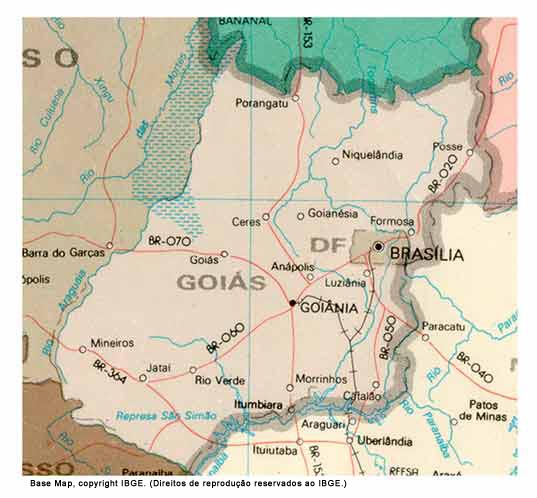 BANANAL
BR-153
SO
Rio
Culuene
Xingu
Rio
das
Mortes
Tocantins
Rio
Porangatu
Posse
Niquelândia
BR-020
Rio
Ceres
Goianésia
Formosa
Barra do Garças
BR-070
Goiás
DF
BRASÍLIA
Anápolis
ópolis
GOIÁS
Luziânia
Rio
Araguaia
GOIÂNIA
BR-060
BR-050
Paracatu
Mineiros
BR-364
Jataí
Rio Verde
Morrinhos
BR-040
Catalão
Rio
Paranaíba
Itumbiara
Represa São Simão
Patos
de Minas
Araguari
Rio
SSO
Paranaíba
Ituiutaba
Uberlândia
RFFSA
Araxá
Base Map, copyright IBGE. (Direitos de reprodução reservados ao IBGE.)